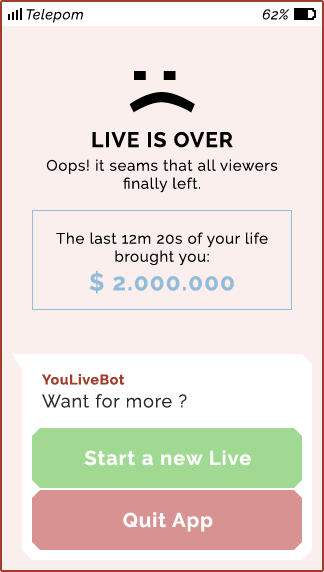 Telepom 62%
LIVE IS OVER
Oops! it seams that all viewers
finally left.
The last 12m 20s of your life
brought you:
$ 2.000.000
YouLiveBot
Want for more ?
Start a new Live
Quit App